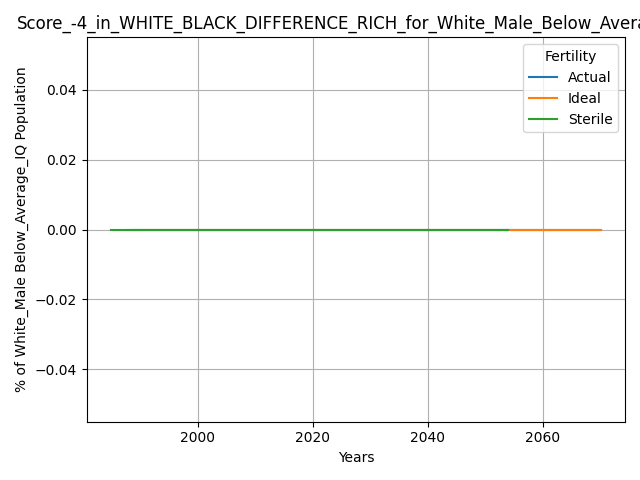 Score_-4_in_WHITE_BLACK_DIFFERENCE_RICH_for_White_Male_Below_Avera
Fertility
Actual
Ideal
Sterile
% of White_Male Below_Average_IQ Population
0.04
0.02
0.00
−0.02
−0.04
2000 2020 2040 2060
Years